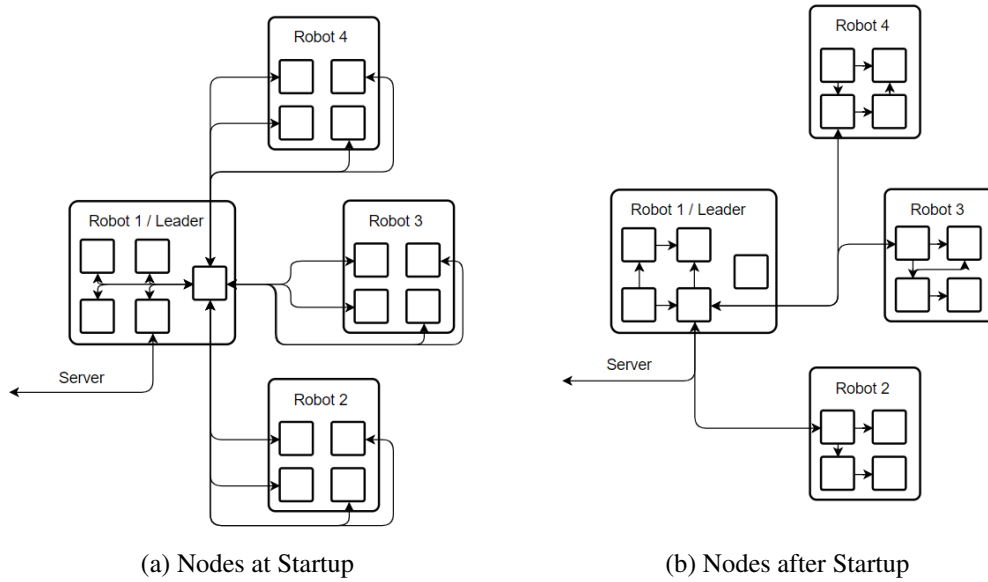 Robot 4
Robot 1 / Leader
Robot 3
Server
Robot 2
(a) Nodes at Startup
Robot 4
Robot 1 / Leader
Robot 3
Server
Robot 2
(b) Nodes after Startup